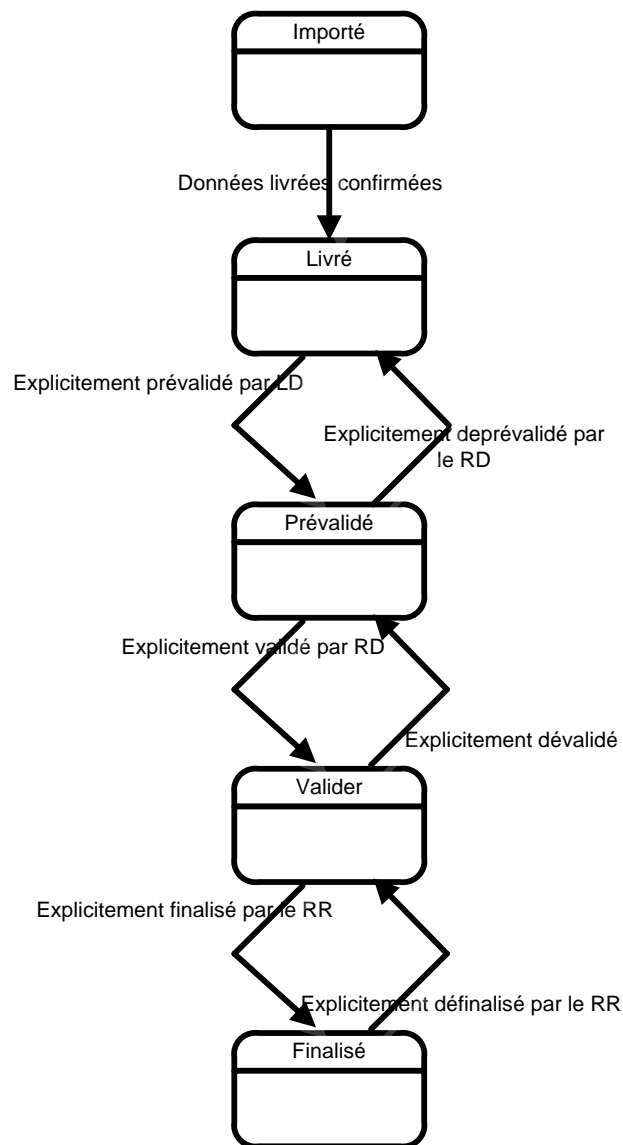 Importé
Données livrées confirmées
Livré
Explicitement prévalidé par LD
Explicitement deprévalidé par
le RD
Prévalidé
Explicitement validé par RD
Explicitement dévalidé
Valider
Explicitement finalisé par le RR
Explicitement définalisé par le RR
Finalisé